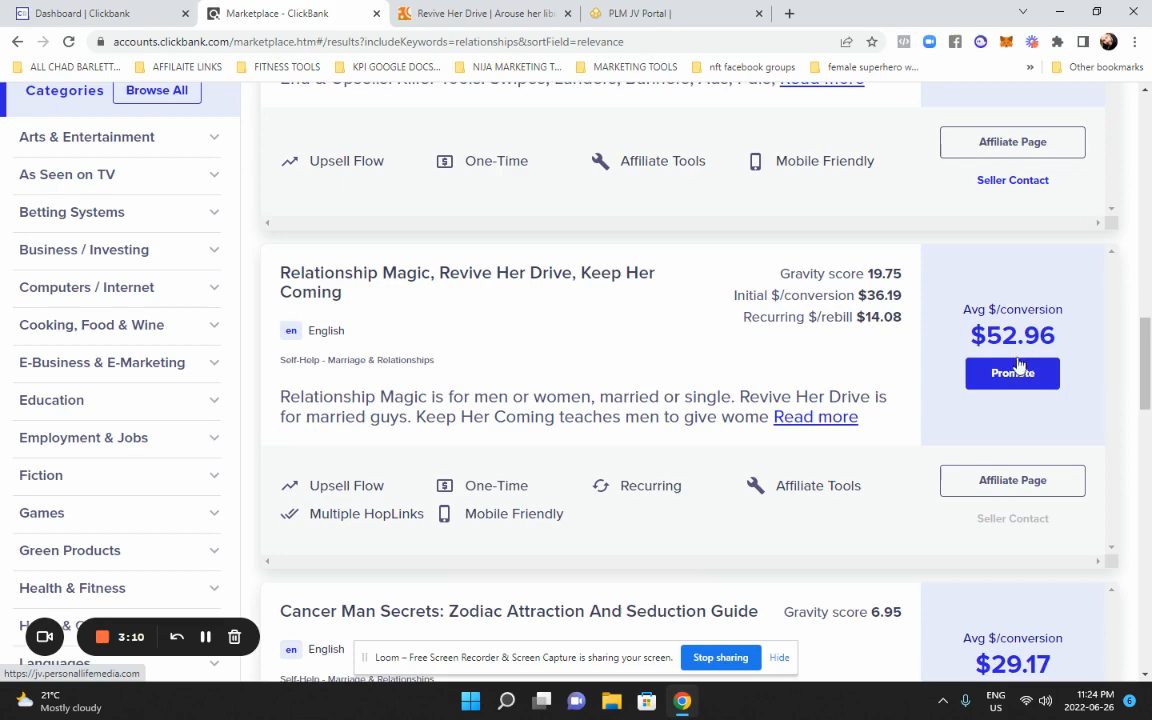 Dashboard | Clickbank
Marketplace - ClickBank
Revive Her Drive | Arouse her lib
PLM JV Portal |
accounts.clickbank.com/marketplace.htm#/results?includeKeywords=relationships&sortField=relevance
ALL CHAD BARLETT...
AFFILAITE LINKS
FITNESS TOOLS
KPI GOOGLE DOCS...
NIJA MARKETING T...
MARKETING TOOLS
nft facebook groups
female superhero w...
Other bookmarks
Categories
Browse All
Arts & Entertainment
As Seen on TV
Betting Systems
Business / Investing
Computers / Internet
Cooking, Food & Wine
E-Business & E-Marketing
Education
Employment & Jobs
Fiction
Games
Green Products
Health & Fitness
Languages
https://jv.personallifemedia.com
3:10
Read more
Upsell Flow
One-Time
Affiliate Tools
Mobile Friendly
Affiliate Page
Seller Contact
Relationship Magic, Revive Her Drive, Keep Her
Coming
en English
Self-Help - Marriage & Relationships
Gravity score 19.75
Initial $/conversion $36.19
Recurring $/rebill $14.08
Avg $/conversion
$52.96
Promote
Relationship Magic is for men or women, married or single. Revive Her Drive is
for married guys. Keep Her Coming teaches men to give wome Read more
Upsell Flow
One-Time
Recurring
Affiliate Tools
Multiple HopLinks
Mobile Friendly
Affiliate Page
Seller Contact
Cancer Man Secrets: Zodiac Attraction And Seduction Guide
Gravity score 6.95
en English
Self-Help - Marriage & Relationships
Avg $/conversion
$29.17
Loom – Free Screen Recorder & Screen Capture is sharing your screen.
Stop sharing
Hide
21°C
Mostly cloudy
ENG
US
11:24 PM
2022-06-26
6